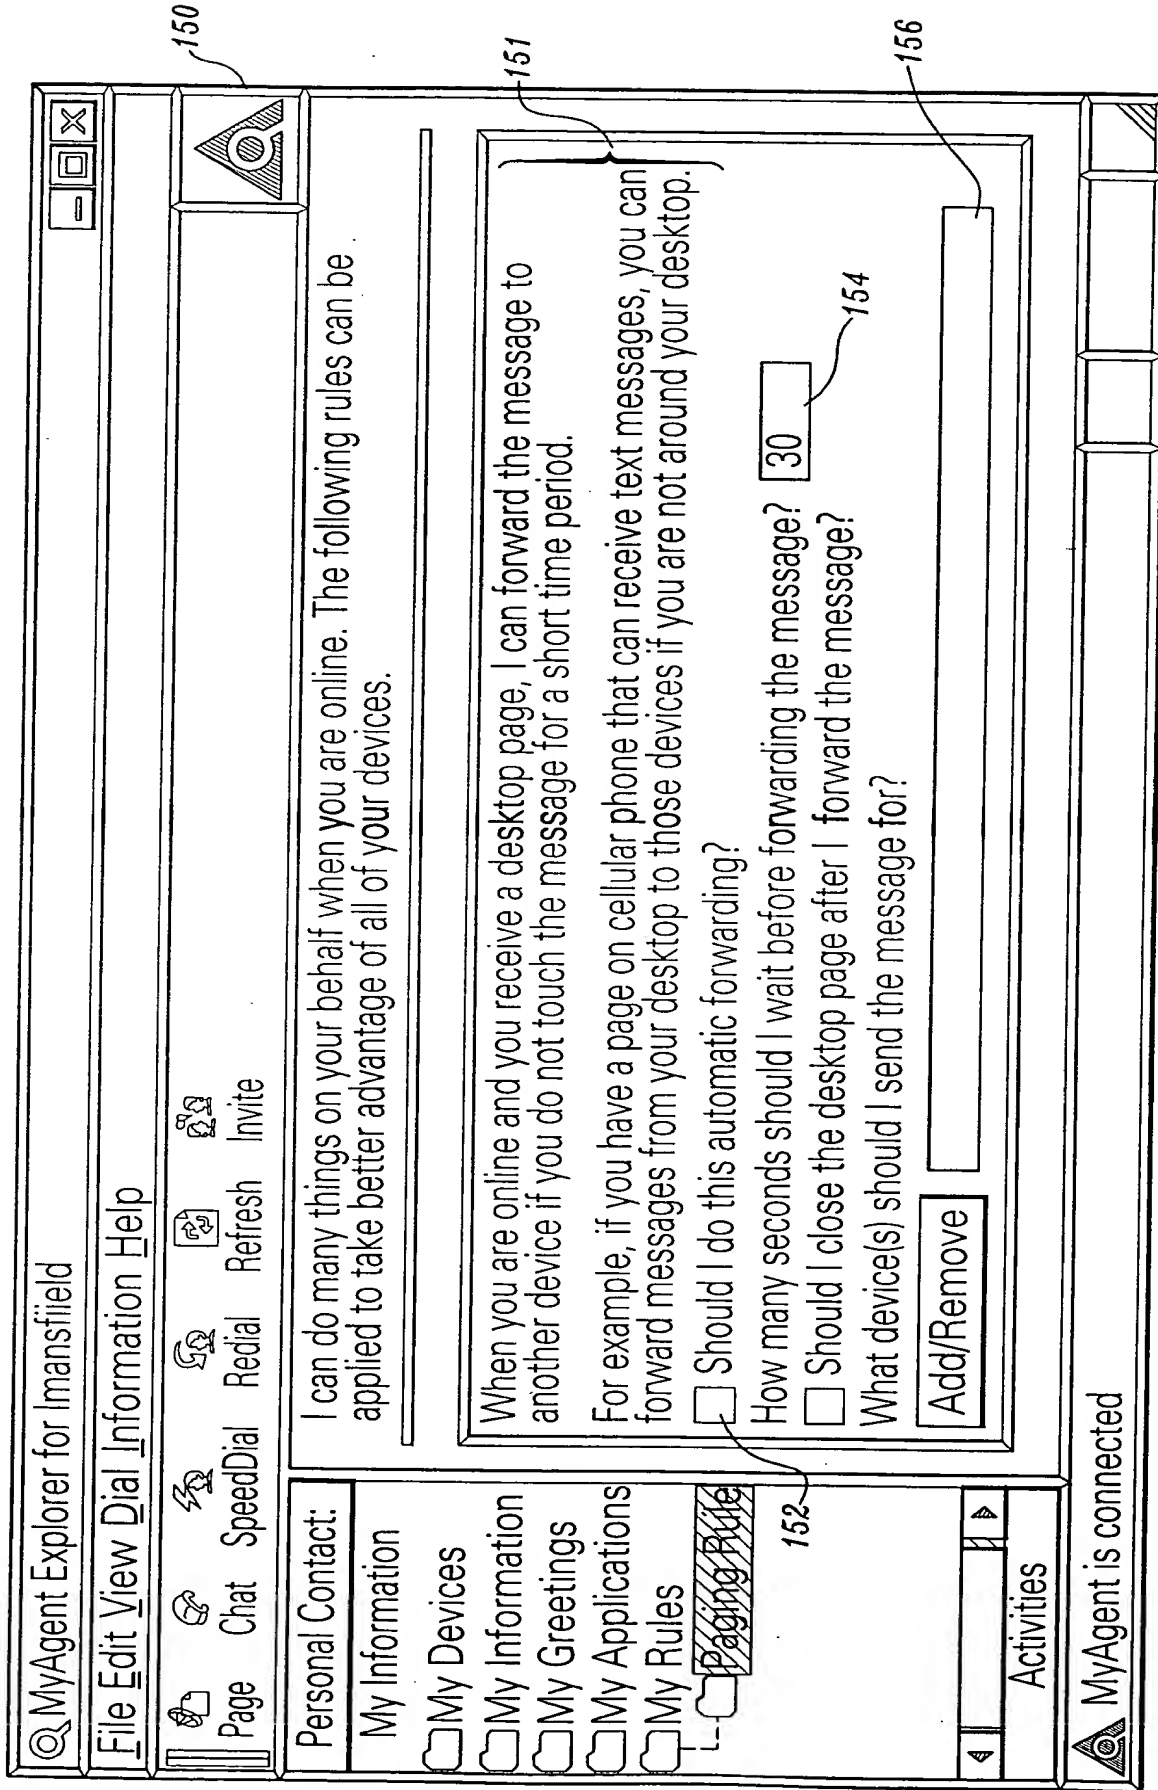 MyAgent Explorer for Imansfiield
File Edit View Dial Information Help
Page Chat SpeedDial Redial Refresh Invite
Personal Contact:
My Information
My Devices
My Information
My Greetings
My Applications
My Rules
Paging Rule
Activities
I can do many things on your behalf when you are online. The following rules can be
applied to take better advantage of all of your devices.
When you are online and you receive a desktop page, I can forward the message to
another device if you do not touch the message for a short time period.
For example, if you have a page on cellular phone that can receive text messages, you can
forward messages from your desktop to those devices if you are not around your desktop.
Should I do this automatic forwarding?
How many seconds should I wait before forwarding the message? 30
Should I close the desktop page after I forward the message?
What device(s) should I send the message for?
Add/Remove
MyAgent is connected
150
151
152
154
156